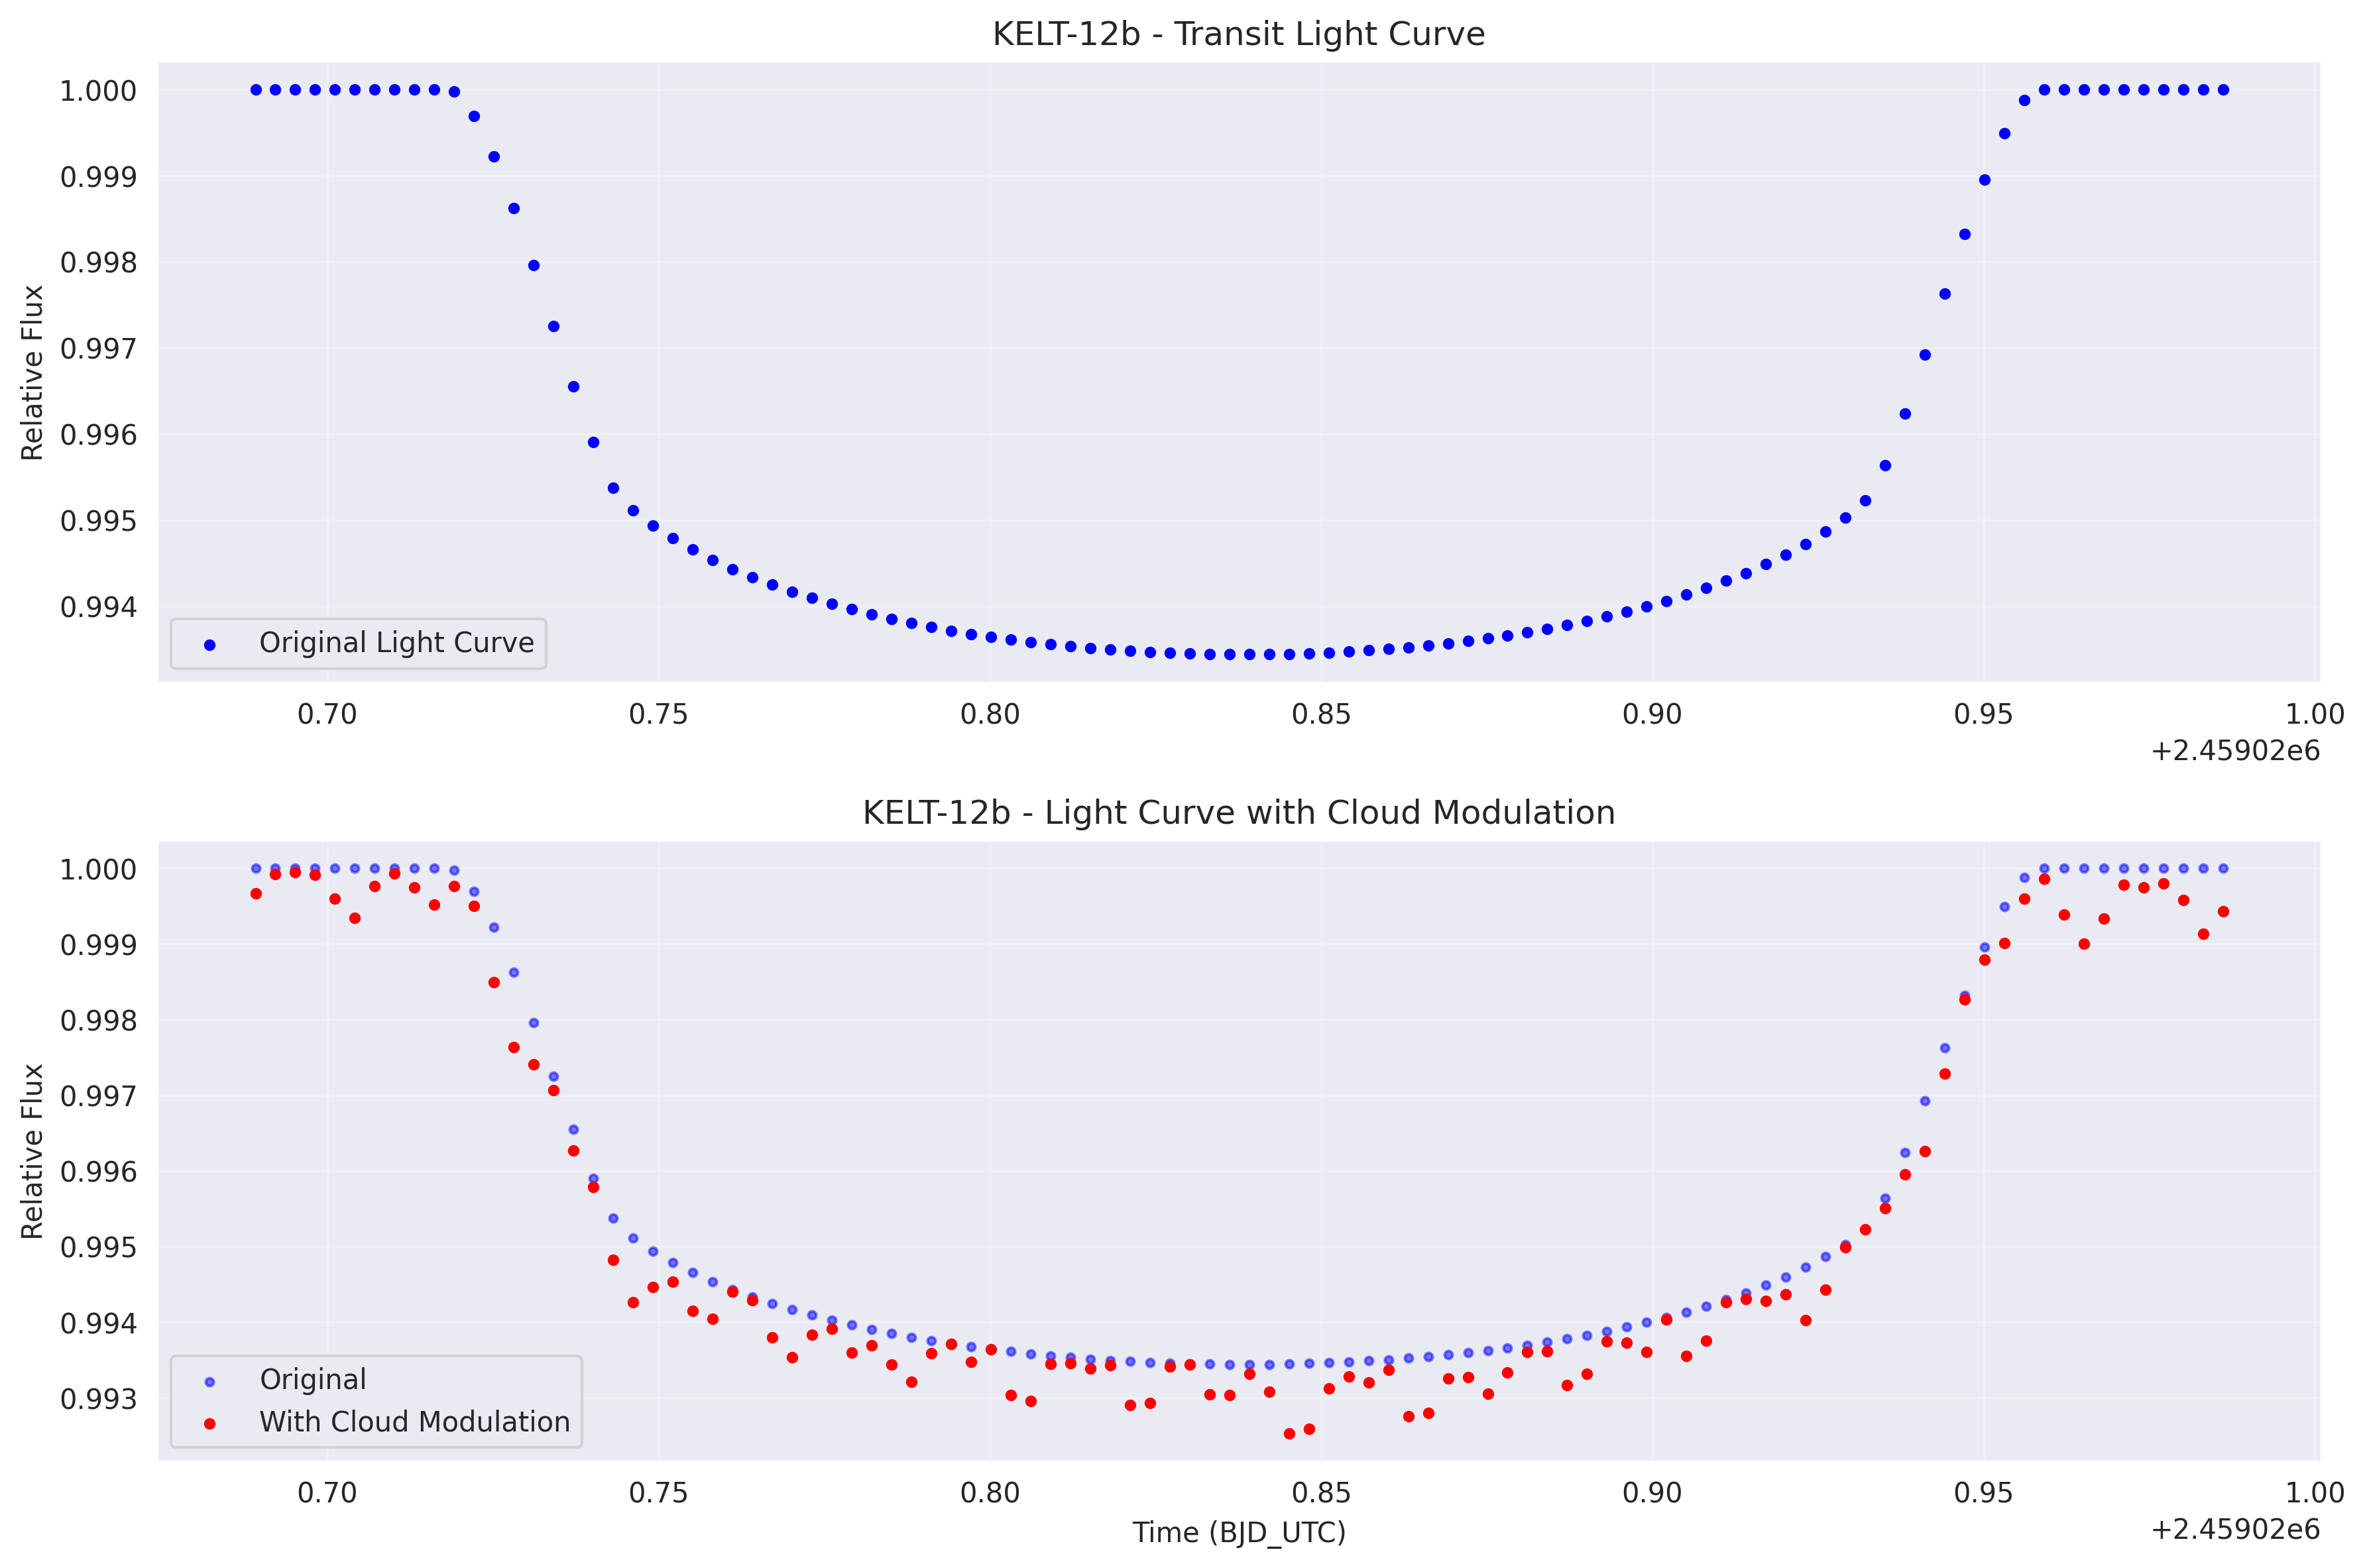 KELT-12b - Transit Light Curve
Relative Flux
1.000
0.999
0.998
0.997
0.996
0.995
0.994
Original Light Curve
0.70 0.75 0.80 0.85 0.90 0.95 1.00
+2.45902e6
KELT-12b - Light Curve with Cloud Modulation
Relative Flux
1.000
0.999
0.998
0.997
0.996
0.995
0.994
0.993
Original
With Cloud Modulation
0.70 0.75 0.80 0.85 0.90 0.95 1.00
Time (BJD_UTC)
+2.45902e6